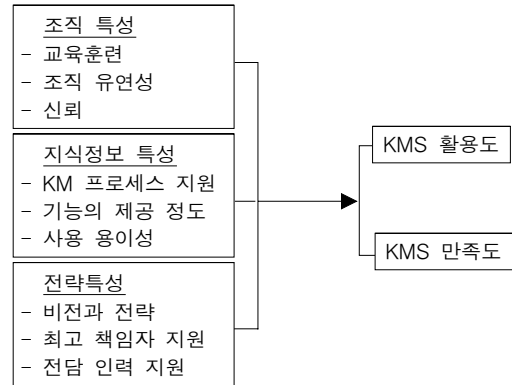 조직 특성
- 교육훈련
- 조직 유연성
- 신뢰
지식정보 특성
- KM 프로세스 지원
- 기능의 제공 정도
- 사용 용이성
전략특성
- 비전과 전략
- 최고 책임자 지원
- 전담 인력 지원
KMS 활용도
KMS 만족도